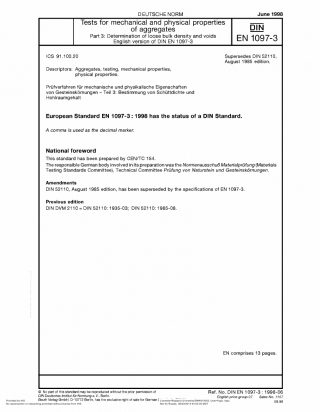 DEUTSCHE NORM
June 1998
Tests for mechanical and physical properties
of aggregates
Part 3: Determination of loose bulk density and voids
English version of DIN EN 1097-3
DIN
EN 1097-3
ICS 91.100.20
Supersedes DIN 52110,
August 1985 edition.
Descriptors: Aggregates, testing, mechanical properties,
physical properties.
Prüfverfahren für mechanische und physikalische Eigenschaften
von Gesteinskörnungen – Teil 3: Bestimmung von Schüttdichte und
Hohlraumgehalt
European Standard EN 1097-3 : 1998 has the status of a DIN Standard.
A comma is used as the decimal marker.
National foreword
This standard has been prepared by CEN/TC 154.
The responsible German body involved in its preparation was the Normenausschuß Materialprüfung (Materials
Testing Standards Committee), Technical Committee Prüfung von Naturstein und Gesteinskörnungen.
Amendments
DIN 52110, August 1985 edition, has been superseded by the specifications of EN 1097-3.
Previous edition
DIN DVM 2110 = DIN 52110: 1935-03; DIN 52110: 1985-08.
EN comprises 13 pages.
© No part of this standard may be reproduced without the prior permission of
DIN Deutsches Institut für Normung e. V., Berlin.
Beuth Verlag GmbH, D-10772 Berlin, has the exclusive right of sale for German
Ref. No. DIN EN 1097-3 : 1998-06
English price group 07 Sales No. 1107